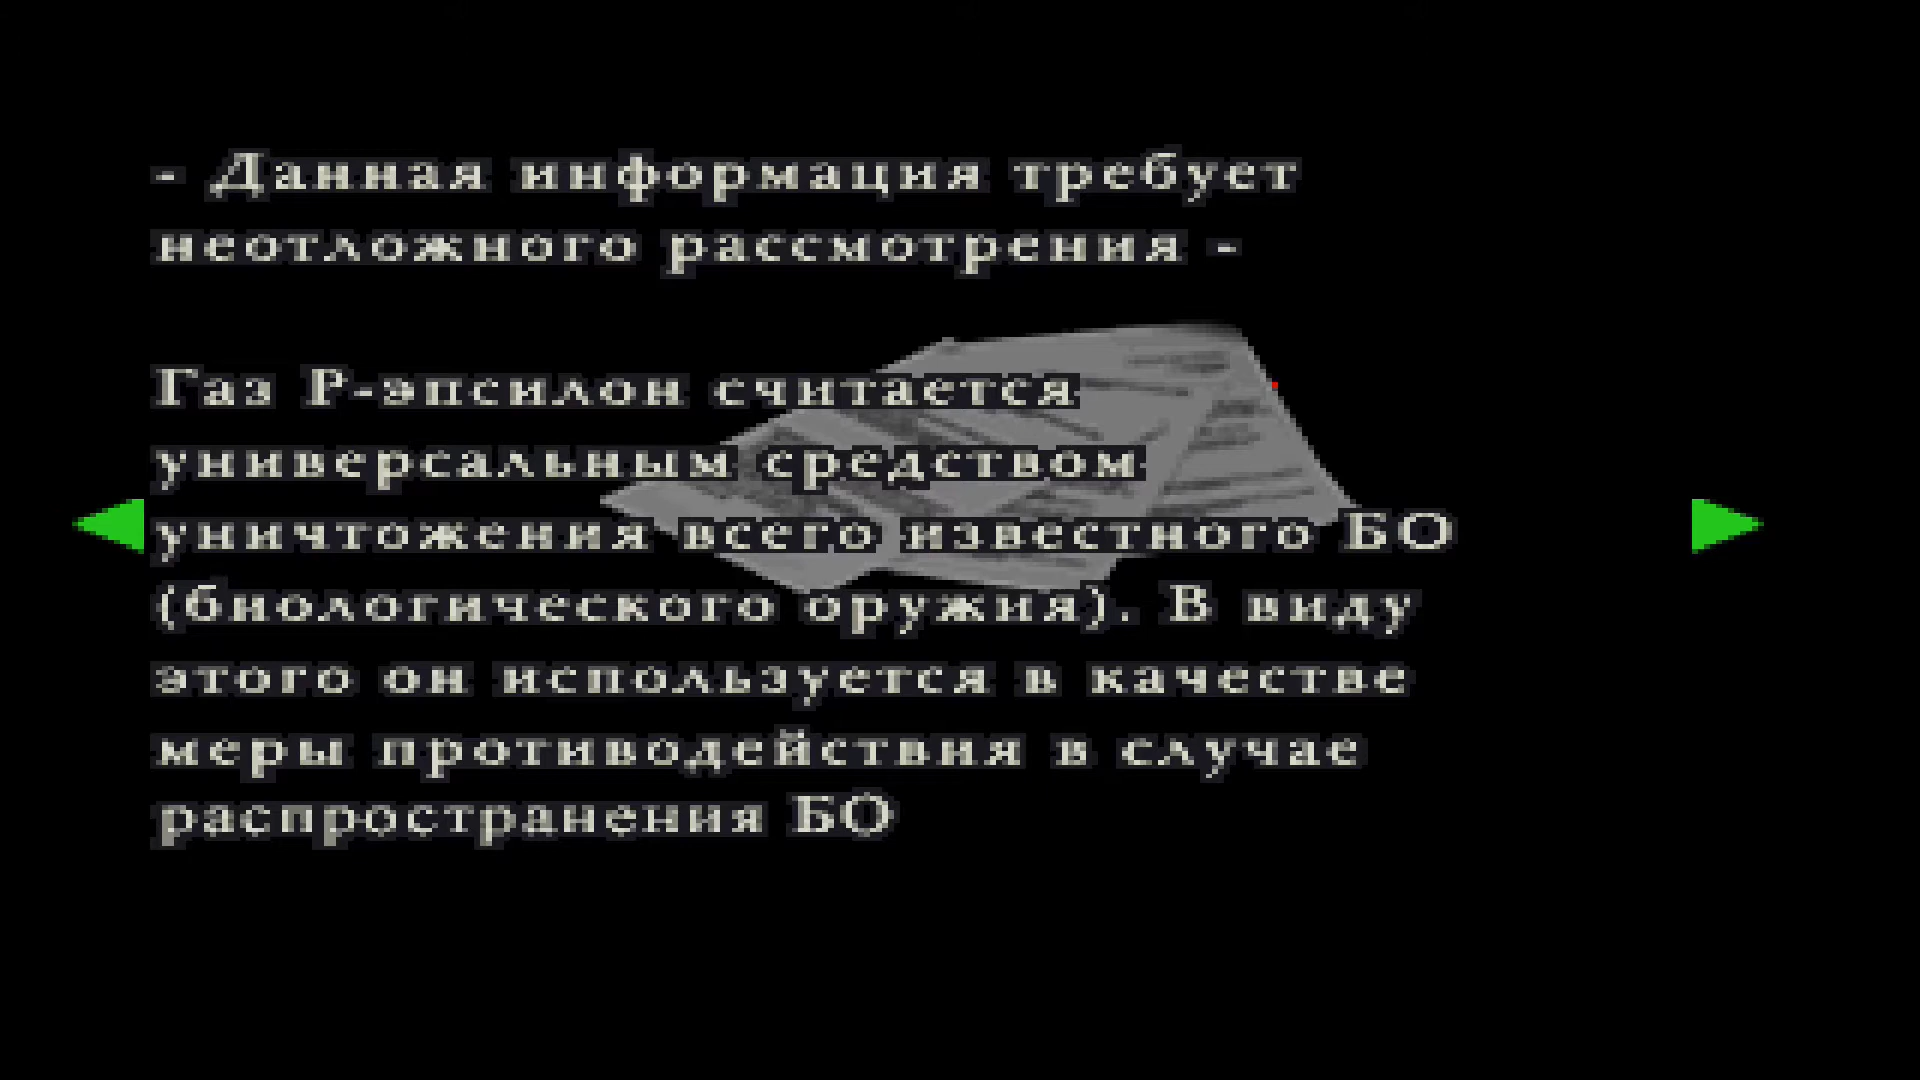 - Данная информация требует
неотложного рассмотрения -
Газ Р-эпсилон считается
универсальным средством
уничтожения всего известного БО
(биологического оружия). В виду
этого он используется в качестве
меры противодействия в случае
распространения БО